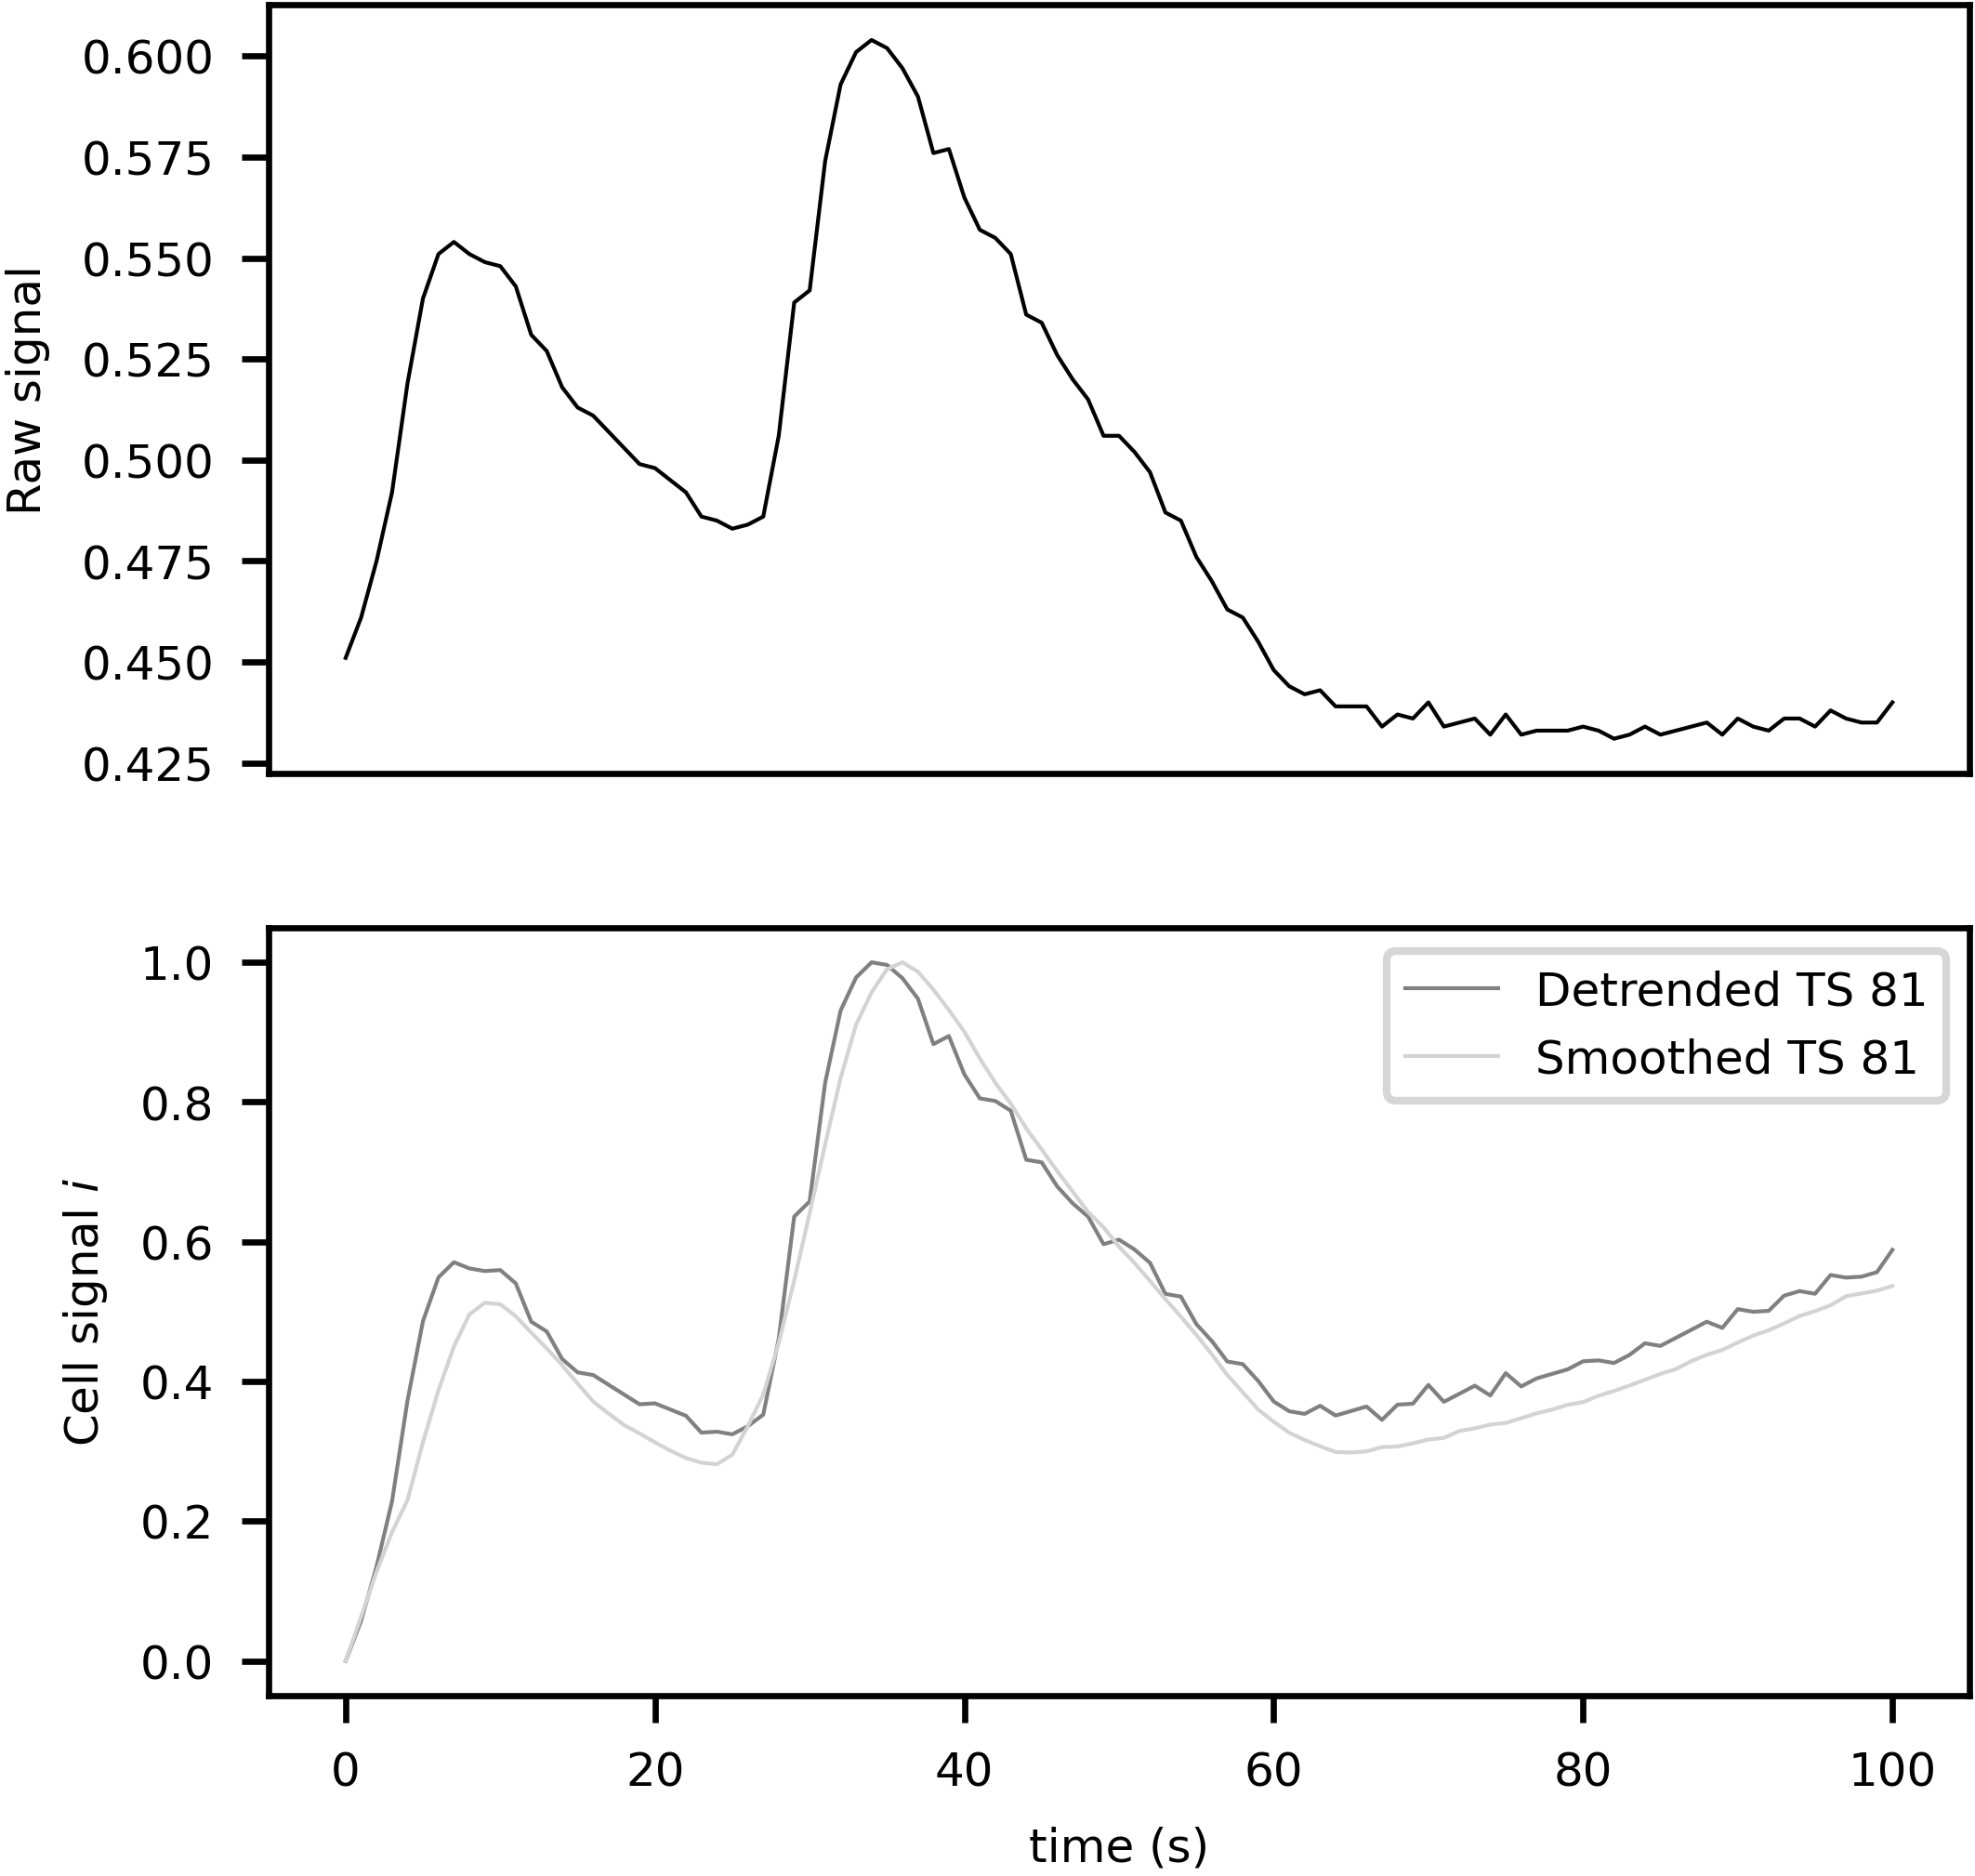 0.600
0.575
0.550
0.525
0.500
0.475
0.450
0.425
Raw signal
1.0
0.8
0.6
0.4
0.2
0.0
Cell signal i
Detrended TS 81
Smoothed TS 81
0 20 40 60 80 100
time (s)